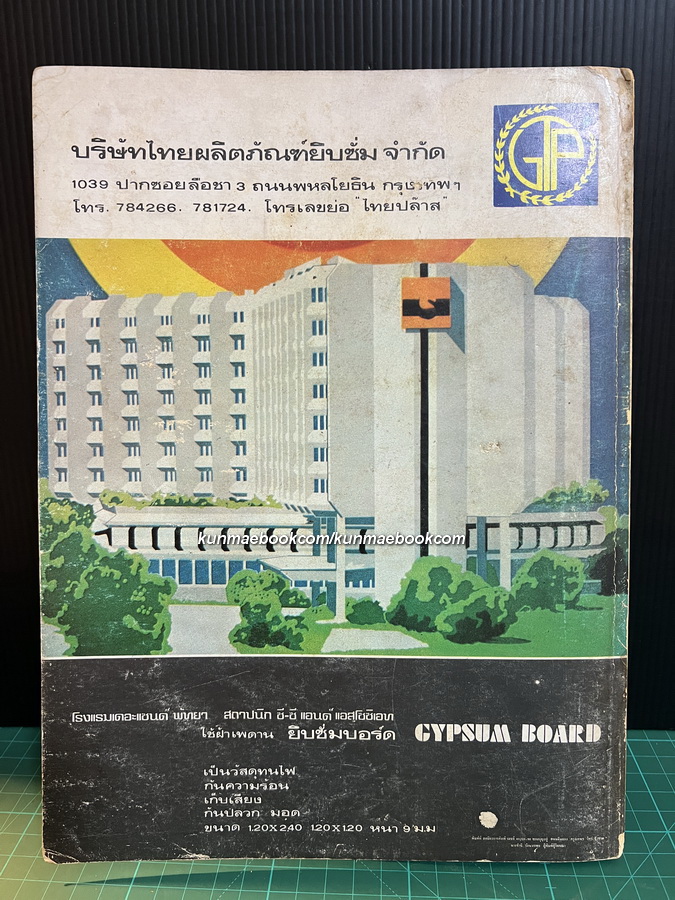 บริษัทไทยผลิตภัณฑ์ยิบซั่ม จำกัด
1039 ปากซอยลือชา 3 ถนนพหลโยธิน กรุงเทพฯ
โทร. 784266. 781724. โทรเลขย่อ "ไทยปล๊าส"
GTP
kunmaebook.com/kunmaebook.com
โรงแรมเดอะแซนด์ พัทยา สถาปนิก ซี-ซี แอนด์ แอสโซซิเอท
ใช้ฝ้าเพดาน ยิบซั่มบอร์ด GYPSUM BOARD
เป็นวัสดุทนไฟ
กันความร้อน
เก็บเสียง
กันปลวก มอด
ขนาด 1.20X2.40 1.20X1.20 หนา 9 ม.ม